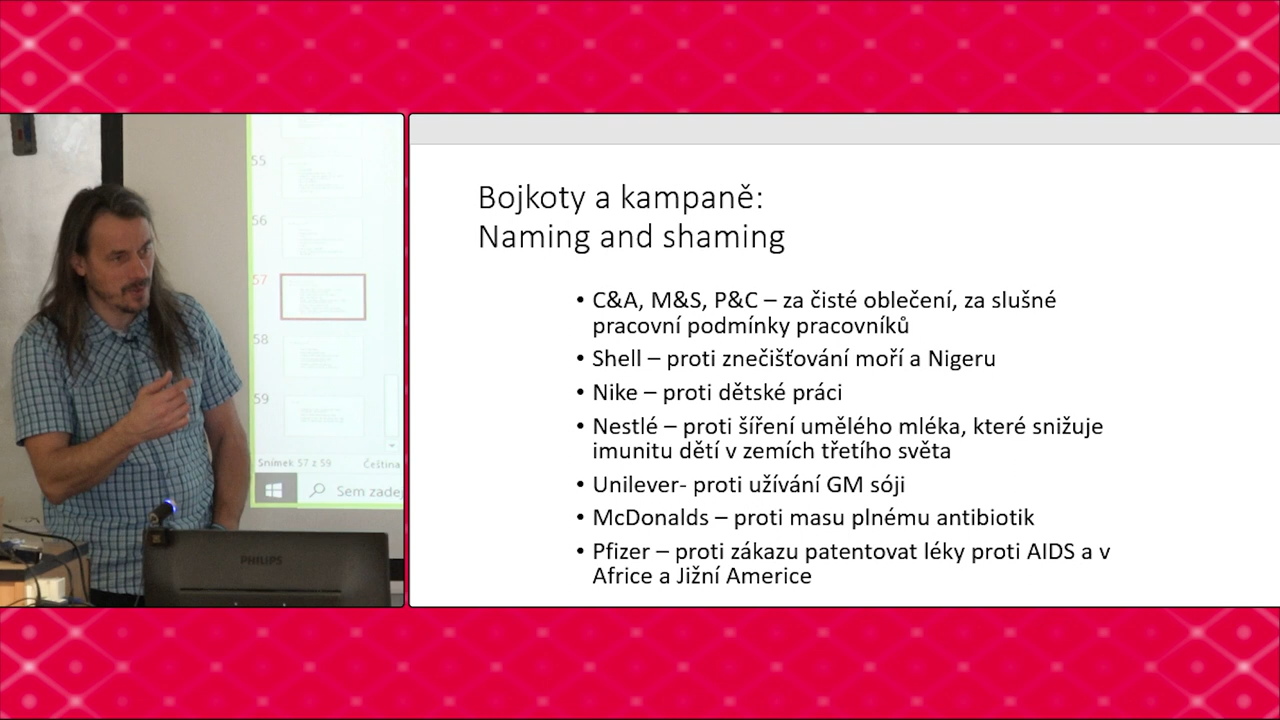 55
56
57
58
59
Snímek 57 z 59
Čeština
Sem zadej
PHILIPS
Bojkoty a kampaně:
Naming and shaming
• C&A, M&S, P&C – za čisté oblečení, za slušné
pracovní podmínky pracovníků
• Shell – proti znečišťování moří a Nigeru
• Nike – proti dětské práci
• Nestlé – proti šíření umělého mléka, které snižuje
imunitu dětí v zemích třetího světa
• Unilever- proti užívání GM sóji
• McDonalds – proti masu plnému antibiotik
• Pfizer – proti zákazu patentovat léky proti AIDS a v
Africe a Jižní Americe